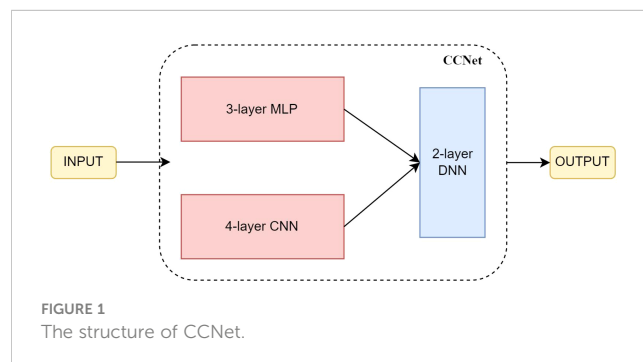 CCNet
3-layer MLP
INPUT
2-layer
DNN
OUTPUT
4-layer CNN
FIGURE 1
The structure of CCNet.